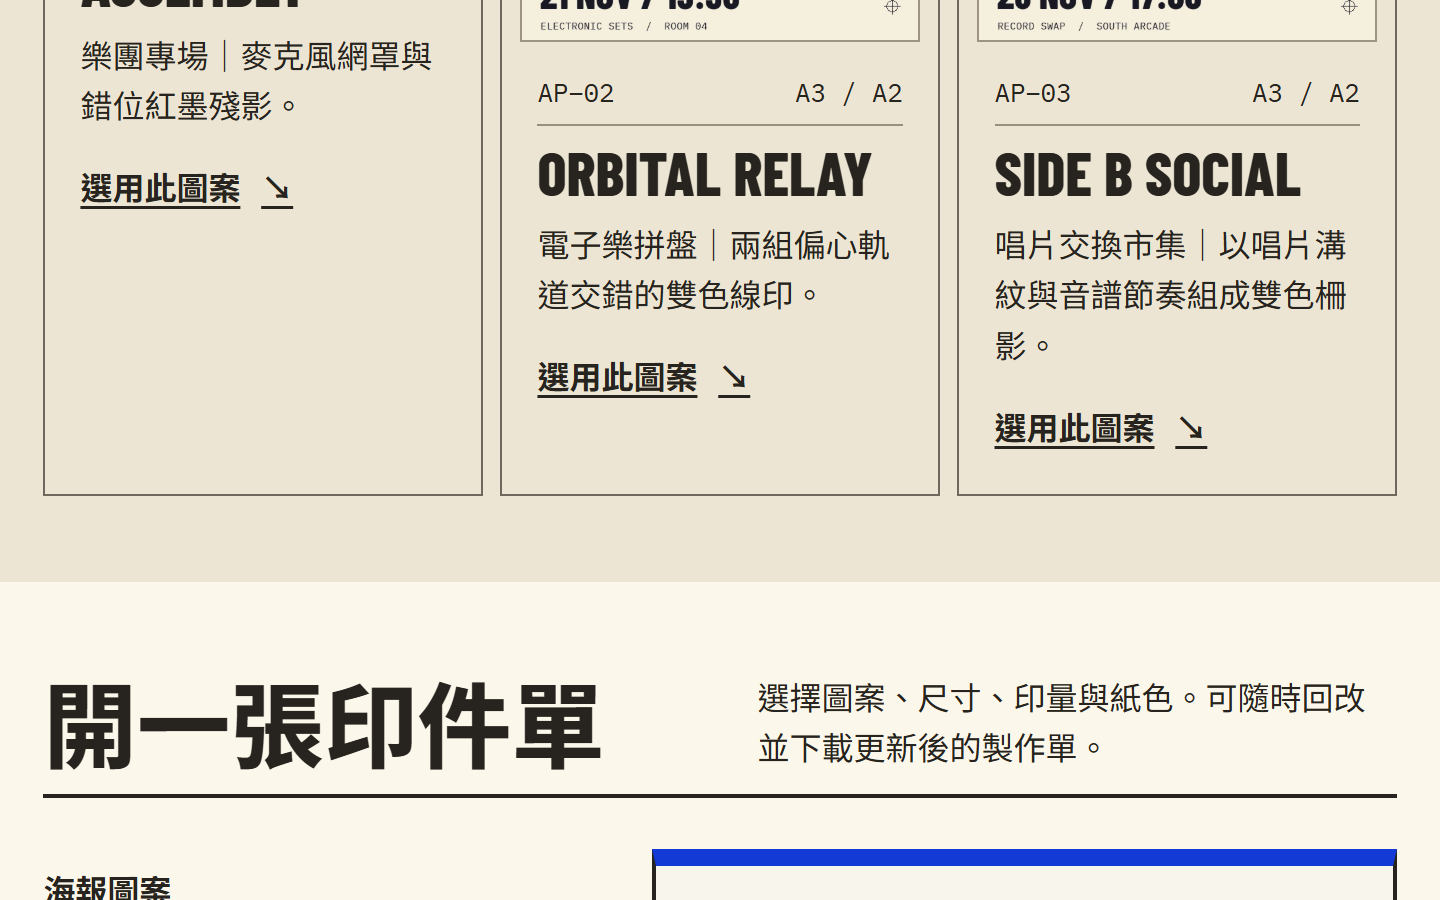 樂團專場｜麥克風網罩與
錯位紅墨殘影。
選用此圖案 ↘
21 NOV / 19:30
ELECTRONIC SETS / ROOM 04
AP–02 A3 / A2
ORBITAL RELAY
電子樂拼盤｜兩組偏心軌
道交錯的雙色線印。
選用此圖案 ↘
RECORD SWAP / SOUTH ARCADE
AP–03 A3 / A2
SIDE B SOCIAL
唱片交換市集｜以唱片溝
紋與音譜節奏組成雙色柵
影。
選用此圖案 ↘
開一張印件單
選擇圖案、尺寸、印量與紙色。可隨時回改
並下載更新後的製作單。
海報圖案